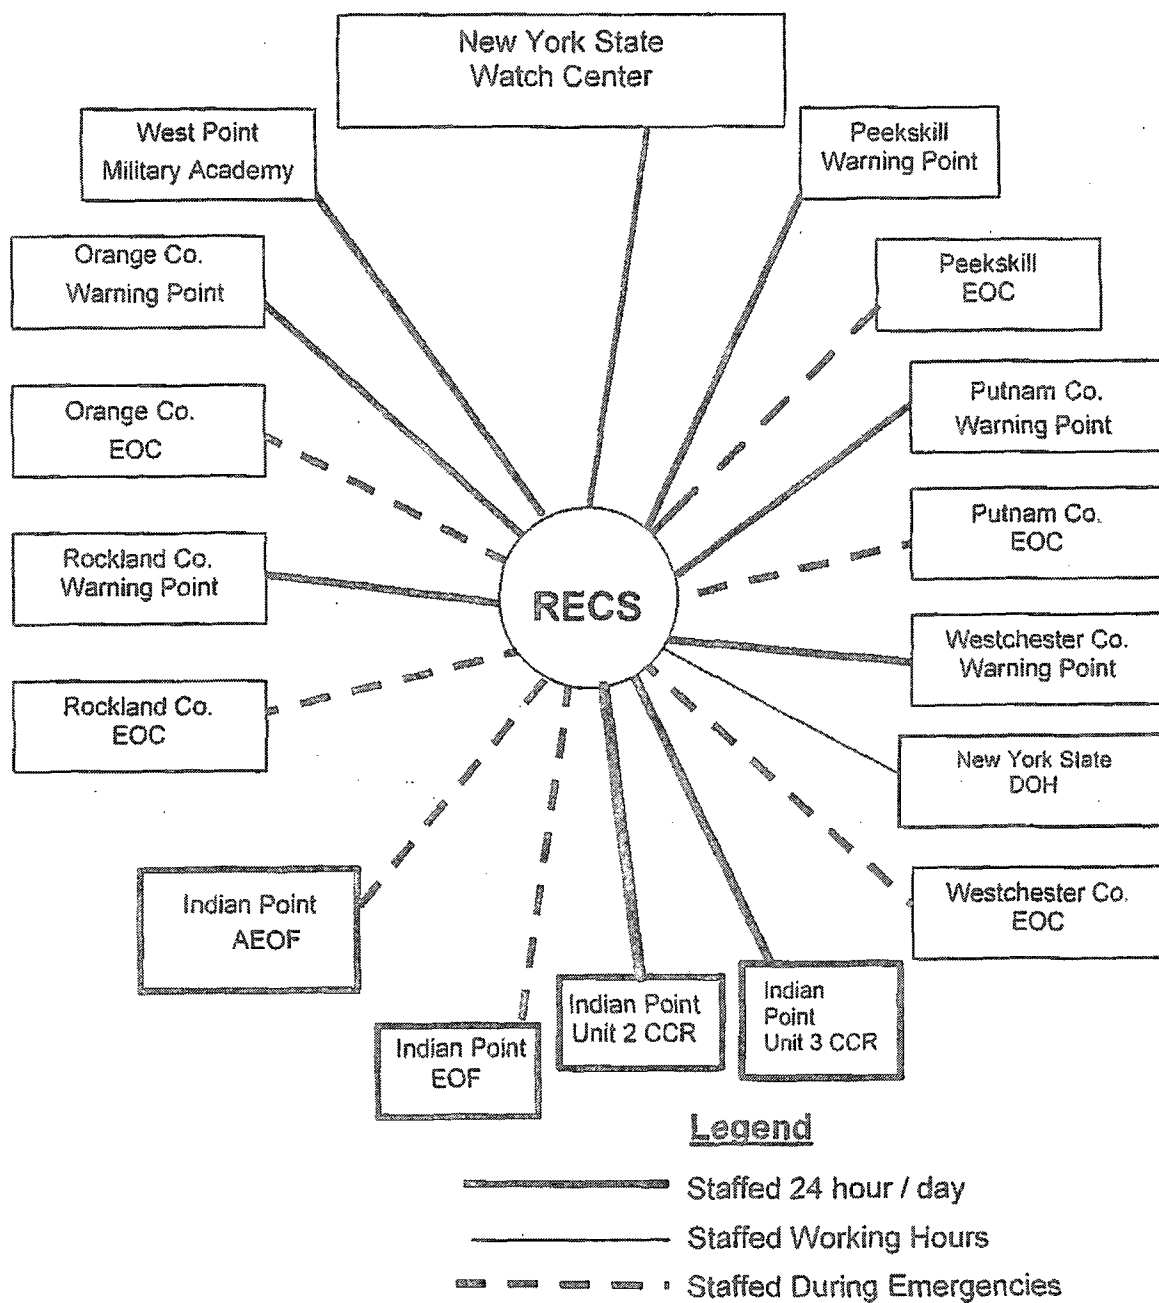 New York State
Watch Center
West Point
Military Academy
Peekskill
Warning Point
Orange Co.
Warning Point
Peekskill
EOC
Orange Co.
EOC
Putnam Co.
Warning Point
Putnam Co.
EOC
Rockland Co.
Warning Point
RECS
Westchester Co.
Warning Point
Rockland Co.
EOC
New York State
DOH
Indian Point
AEOF
Westchester Co.
EOC
Indian Point
EOF
Indian Point
Unit 2 CCR
Indian
Point
Unit 3 CCR
Legend
Staffed 24 hour / day
Staffed Working Hours
Staffed During Emergencies